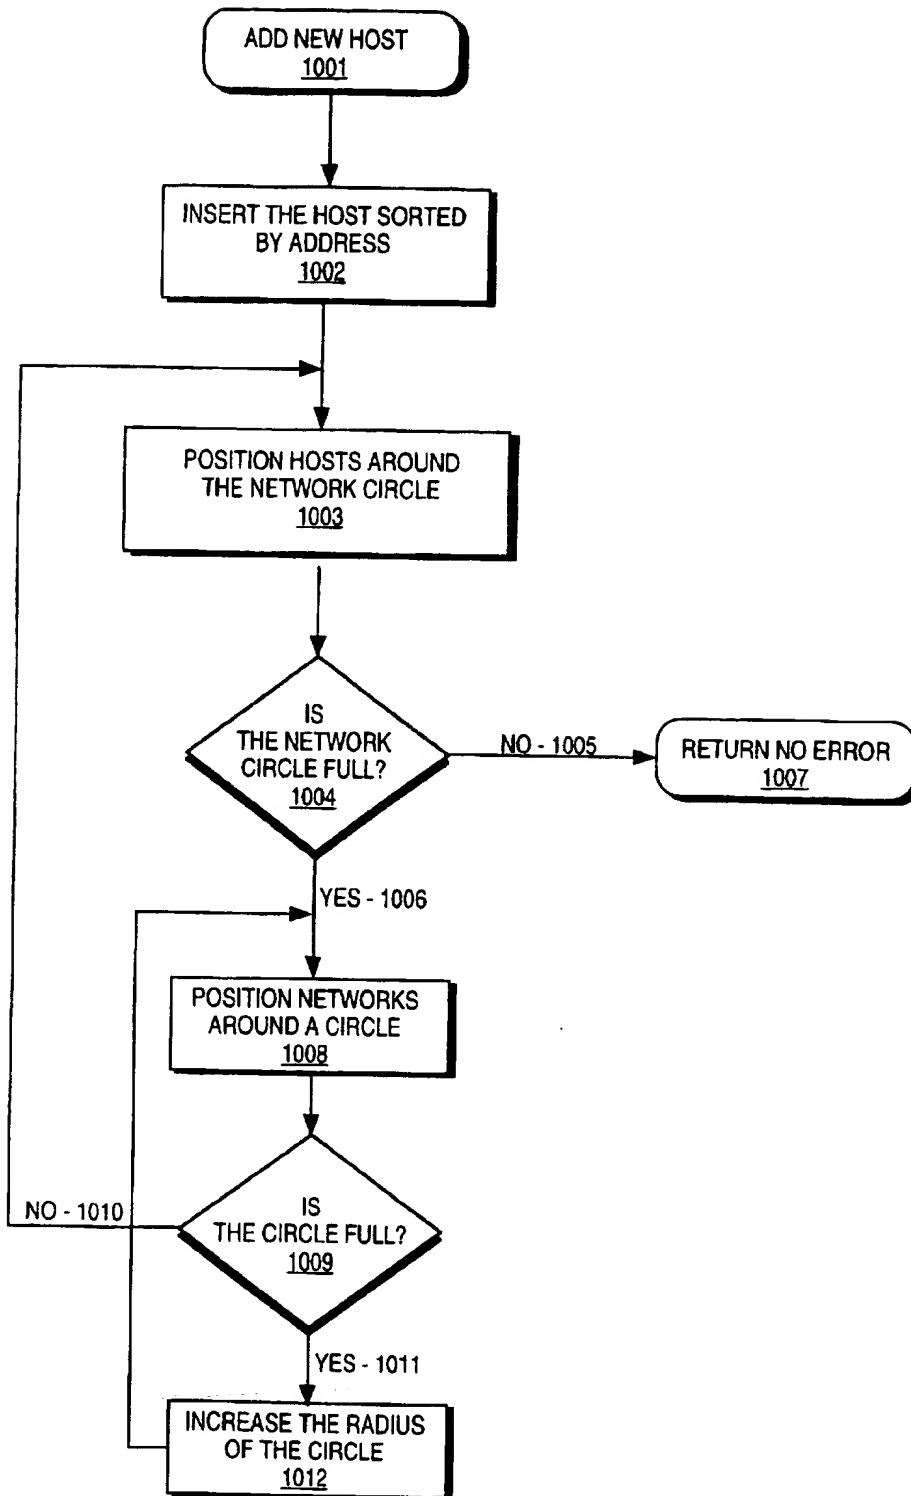 ADD NEW HOST
1001
INSERT THE HOST SORTED
BY ADDRESS
1002
POSITION HOSTS AROUND
THE NETWORK CIRCLE
1003
IS
THE NETWORK
CIRCLE FULL?
1004
NO - 1005
RETURN NO ERROR
1007
YES - 1006
POSITION NETWORKS
AROUND A CIRCLE
1008
IS
THE CIRCLE FULL?
1009
NO - 1010
YES - 1011
INCREASE THE RADIUS
OF THE CIRCLE
1012